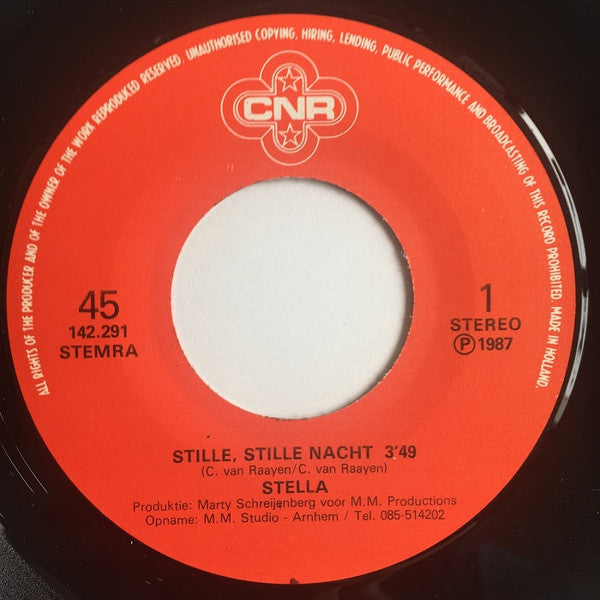 ALL RIGHTS OF THE PRODUCER AND OF THE OWNER OF THE WORK REPRODUCED RESERVED. UNAUTHORISED COPYING, HIRING, LENDING, PUBLIC PERFORMANCE AND BROADCASTING OF THIS RECORD PROHIBITED. MADE IN HOLLAND.
CNR
45
142.291
STEMRA
1
STEREO
Ⓟ1987
STILLE, STILLE NACHT 3'49
(C. van Raayen/C. van Raayen)
STELLA
Produktie: Marty Schreijenberg voor M.M. Productions
Opname: M.M. Studio - Arnhem / Tel. 085-514202